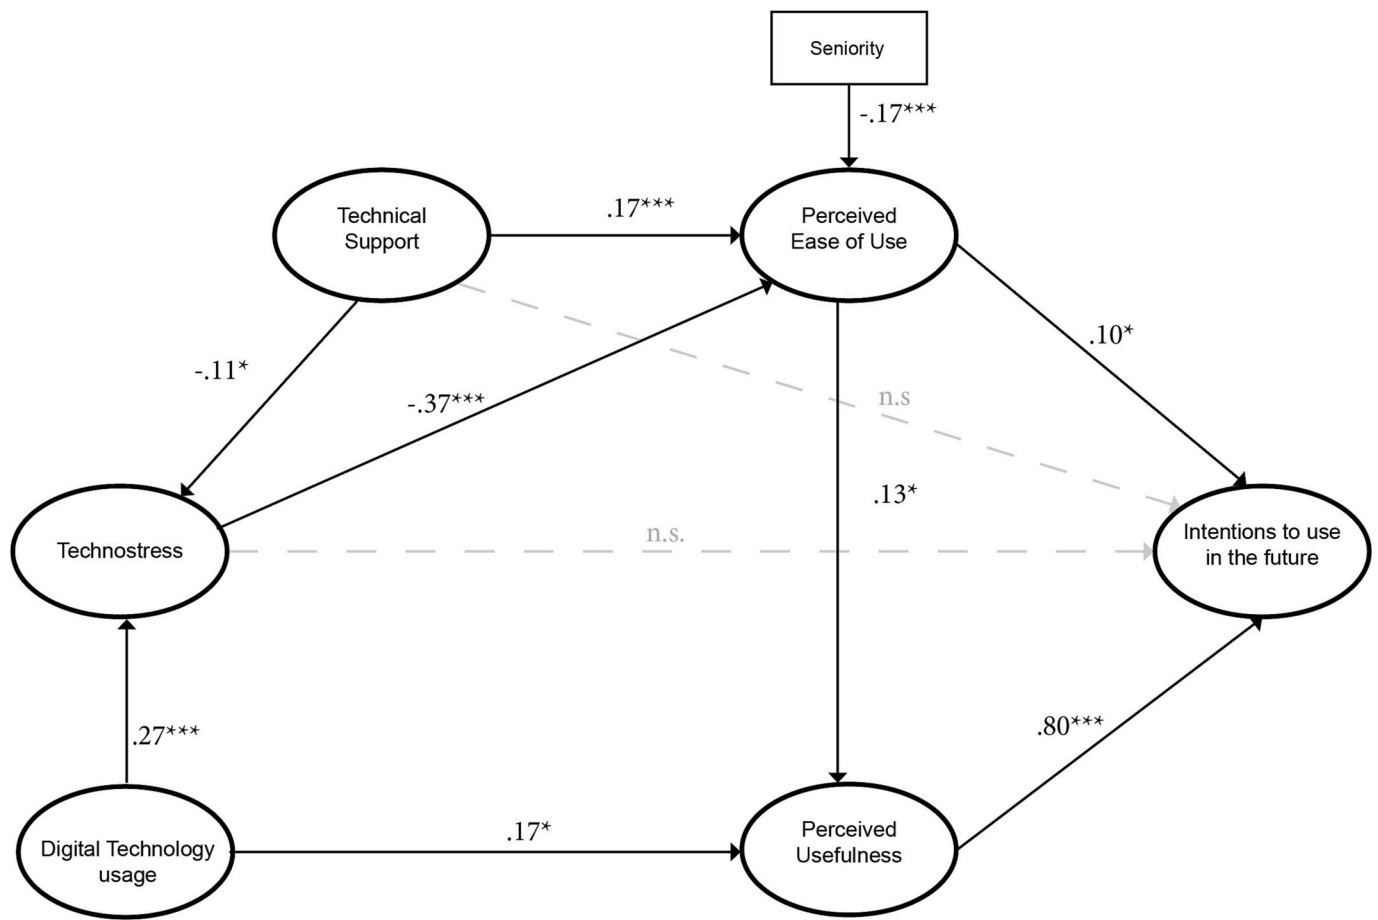 Seniority
-.17***
Technical
Support
.17***
Perceived
Ease of Use
-.11*
-.37***
n.s
.10*
.13*
Technostress
n.s.
Intentions to use
in the future
.27***
.80***
Digital Technology
usage
.17*
Perceived
Usefulness